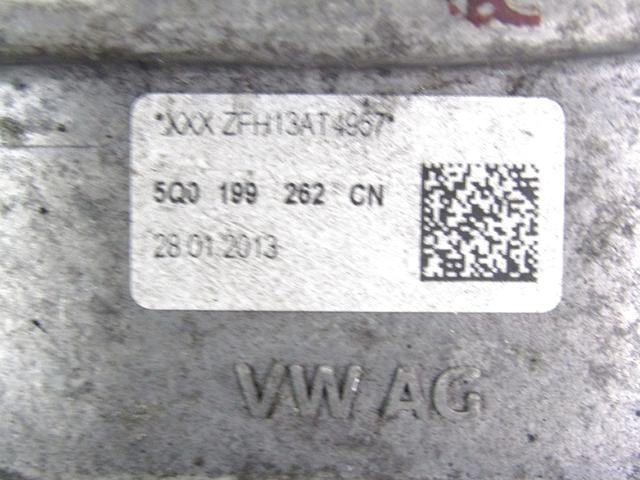 *XXX ZFH13AT4967*
5Q0 199 262 CN
28.01.2013
VW AG